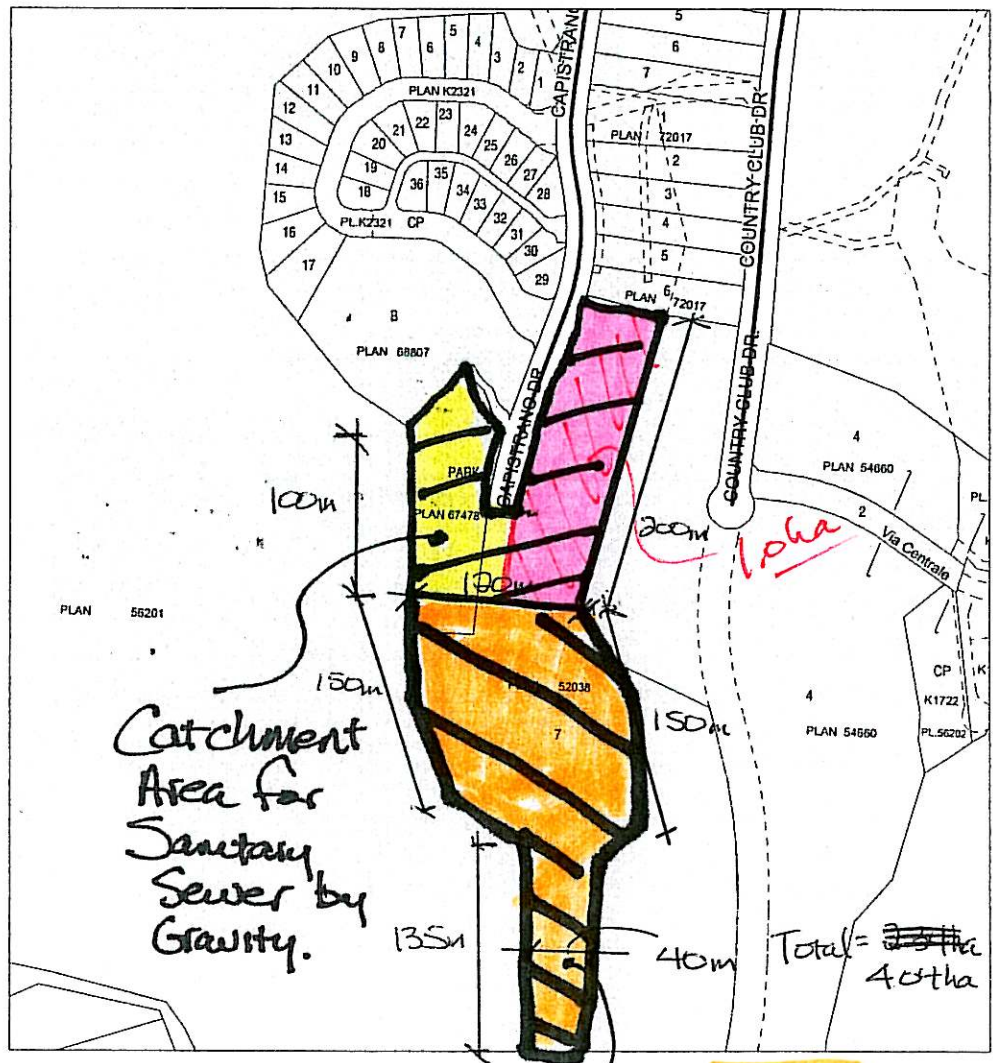 5
6
7
CAPISTRANO
COUNTRY CLUB DR
PLAN 72017
1
2
3
4
5
6
PLAN 72017
1
2
3
4
5
6
7
8
9
10
11
12
13
14
15
16
17
PLAN K2321
18
19
20
21
22
23
24
25
26
27
28
29
30
31
32
33
34
35
36
PL.K2321 CP
B
PLAN 68807
CAPISTRANO DR
COUNTRY CLUB DR.
PARK
PLAN 67478
100m
120m
200m
1.0ha
4
PLAN 54660
2
Via Centrale
PL.
K
PLAN 56201
150m
52038
7
150m
4
PLAN 54660
CP
K1722
K
PL.56202
Catchment
Area for
Sanitary
Sewer by
Gravity.
135m
40m
Total =
ha